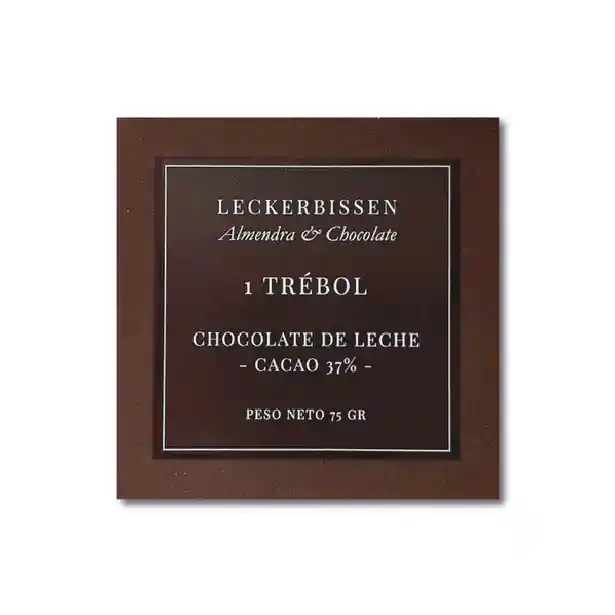 LECKERBISSEN
Almendra & Chocolate
1 TRÉBOL
CHOCOLATE DE LECHE
- CACAO 37% -
PESO NETO 75 GR